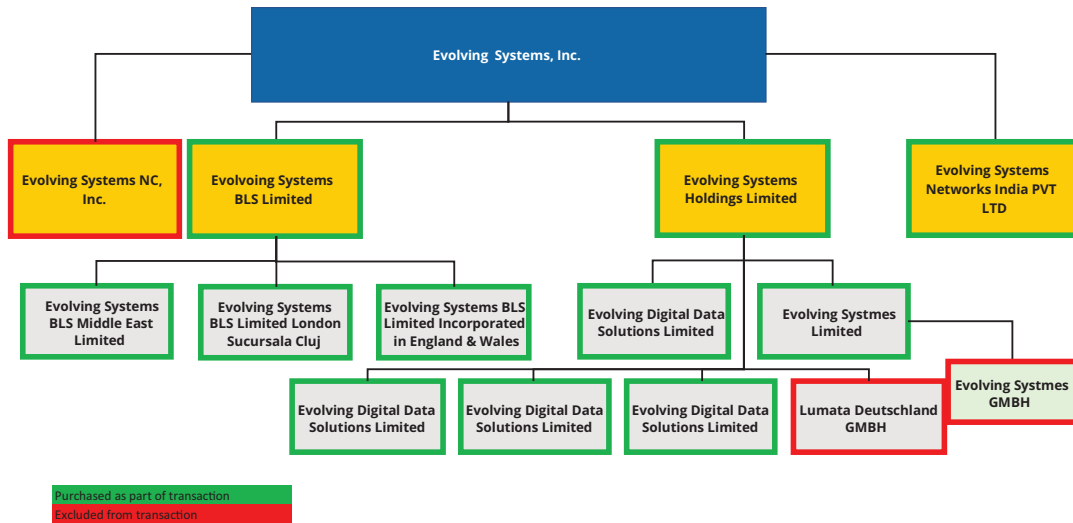 Evolving Systems, Inc.
Evolving Systems NC,
Inc.
Evolvoing Systems
BLS Limited
Evolving Systems
Holdings Limited
Evolving Systems
Networks India PVT
LTD
Evolving Systems
BLS Middle East
Limited
Evolving Systems
BLS Limited London
Sucursala Cluj
Evolving Systems BLS
Limited Incorporated
in England & Wales
Evolving Digital Data
Solutions Limited
Evolving Systmes
Limited
Evolving Digital Data
Solutions Limited
Evolving Digital Data
Solutions Limited
Evolving Digital Data
Solutions Limited
Lumata Deutschland
GMBH
Evolving Systmes
GMBH
Purchased as part of transaction
Excluded from transaction